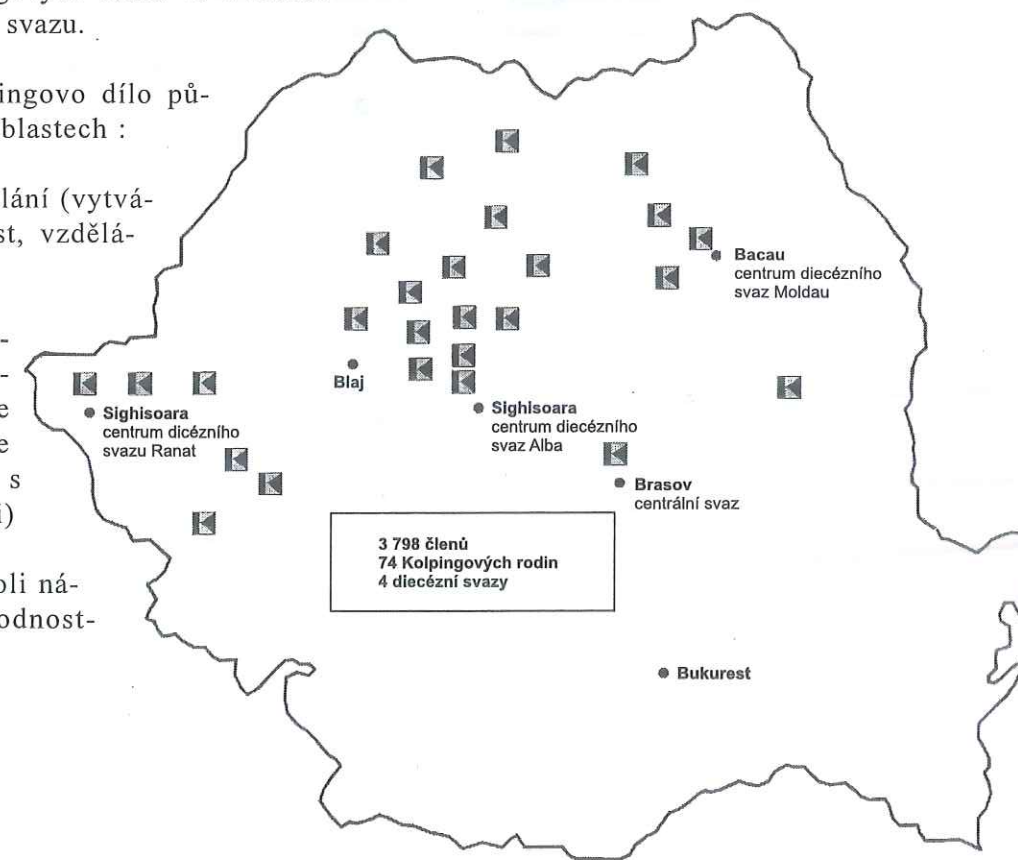 svazu.
ingovo dílo pů-
blastech :
lání (vytvá-
st, vzdělá-
-
-
e
e
s
i)
oli ná-
odnost-
Bacau
centrum diecézního
svaz Moldau
Blaj
Sighisoara
centrum dicézního
svazu Ranat
Sighisoara
centrum diecézního
svaz Alba
Brasov
centrální svaz
3 798 členů
74 Kolpingových rodin
4 diecézní svazy
Bukurest